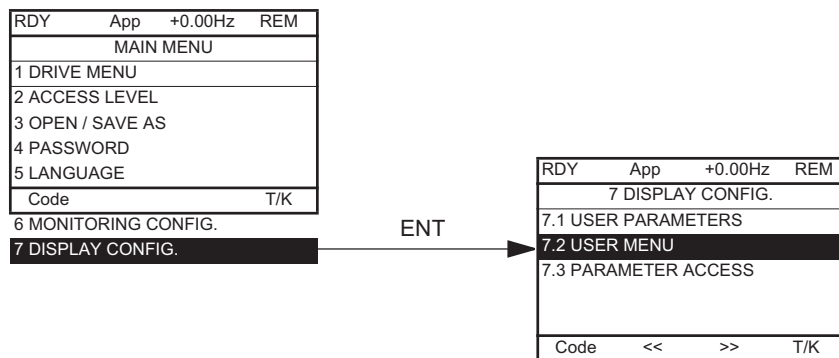 RDY App +0.00Hz REM
MAIN MENU
1 DRIVE MENU
2 ACCESS LEVEL
3 OPEN / SAVE AS
4 PASSWORD
5 LANGUAGE
Code T/K
6 MONITORING CONFIG.
7 DISPLAY CONFIG.
ENT
RDY App +0.00Hz REM
7 DISPLAY CONFIG.
7.1 USER PARAMETERS
7.2 USER MENU
7.3 PARAMETER ACCESS
Code << >> T/K